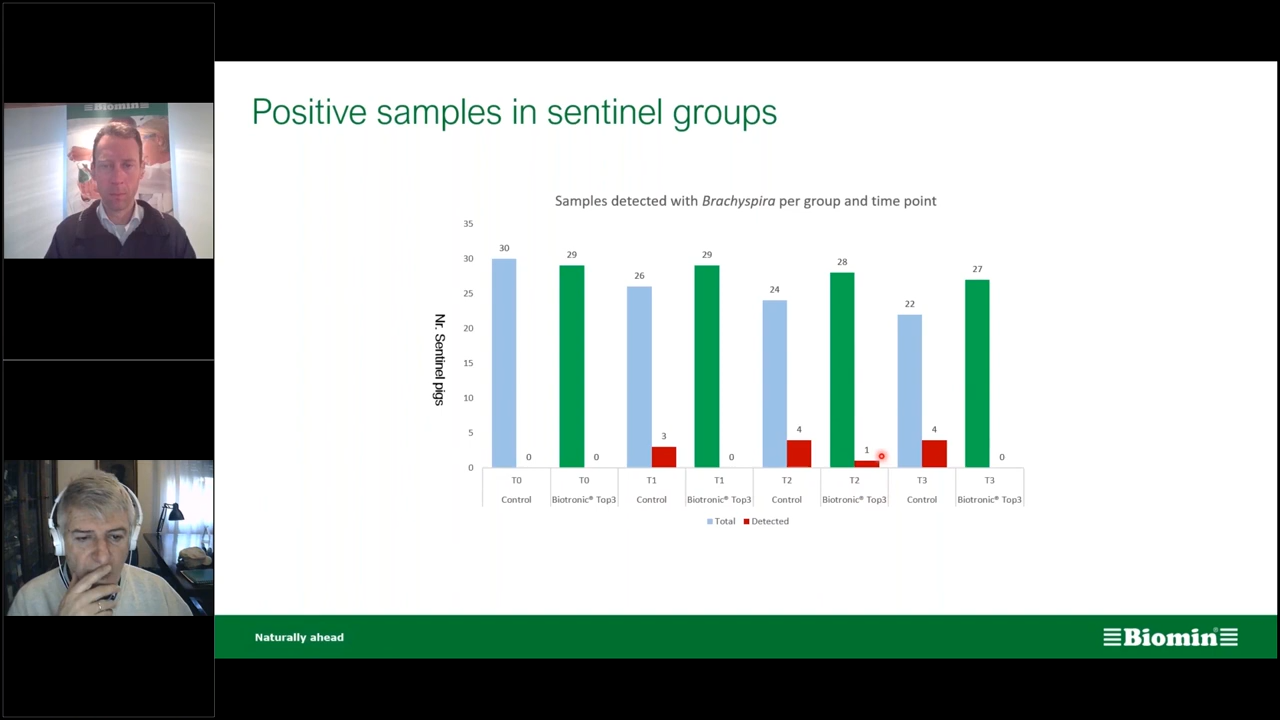 Biomin
Positive samples in sentinel groups
Samples detected with Brachyspira per group and time point
Nr. Sentinel pigs
35
30
25
20
15
10
5
0
30 0 29 0 26 3 29 0 24 4 28 1 22 4 27 0
T0 T0 T1 T1 T2 T2 T3 T3
Control Biotronic® Top3 Control Biotronic® Top3 Control Biotronic® Top3 Control Biotronic® Top3
Total Detected
Naturally ahead
Biomin®